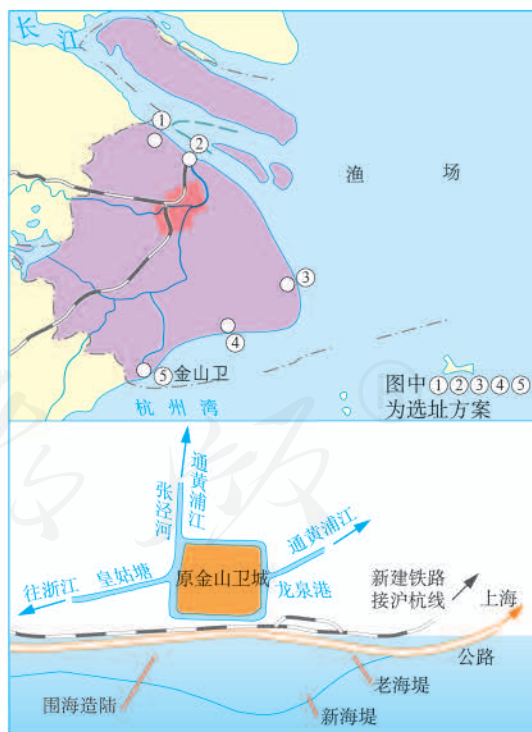 长江
①
②
渔场
③
④
⑤金山卫
杭州湾
图中①②③④⑤
为选址方案
通黄浦江
张泾河
通黄浦江
往浙江
皇姑塘
原金山卫城
龙泉港
新建铁路
接沪杭线
上海
公路
老海堤
围海造陆
新海堤